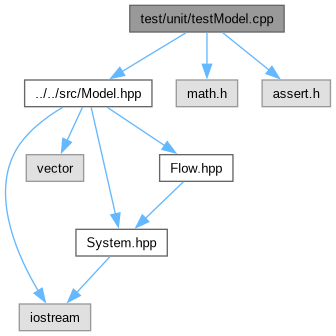 test/unit/testModel.cpp
../../src/Model.hpp
math.h
assert.h
vector
Flow.hpp
System.hpp
iostream